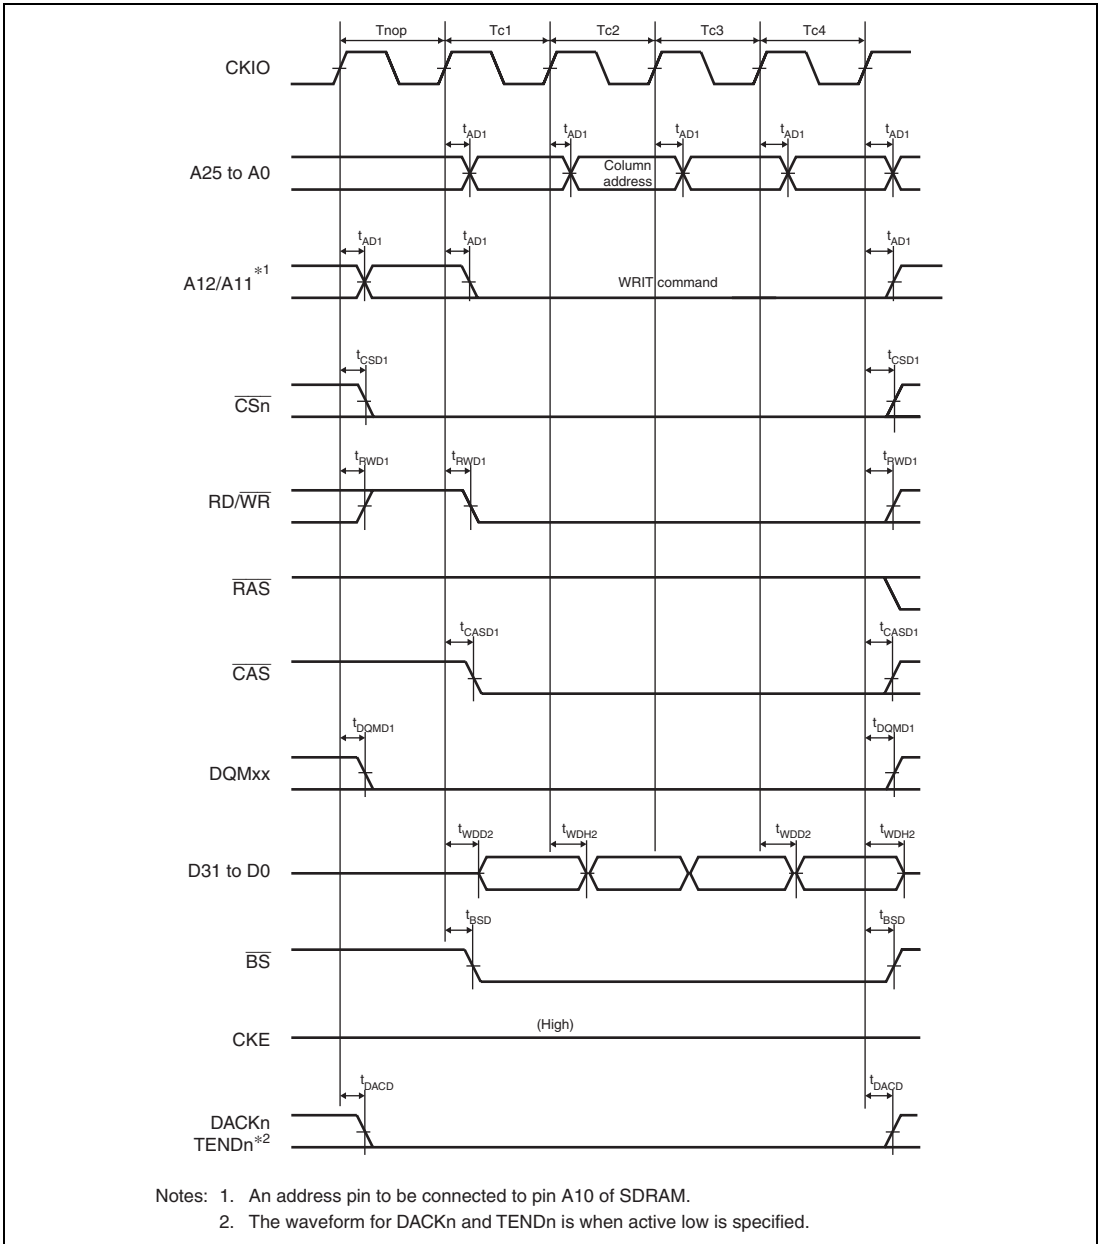 Tnop Tc1 Tc2 Tc3 Tc4
CKIO
tAD1 tAD1 tAD1 tAD1 tAD1
A25 to A0
Column
address
tAD1 tAD1 tAD1
A12/A11*1
WRIT command
tCSD1 tCSD1
CSn
tRWD1 tRWD1 tRWD1
RD/WR
RAS
tCASD1 tCASD1
CAS
tDQMD1 tDQMD1
DQMxx
tWDD2 tWDH2 tWDD2 tWDH2
D31 to D0
tBSD tBSD
BS
(High)
CKE
tDACD tDACD
DACKn
TENDn*2
Notes: 1. An address pin to be connected to pin A10 of SDRAM.
2. The waveform for DACKn and TENDn is when active low is specified.